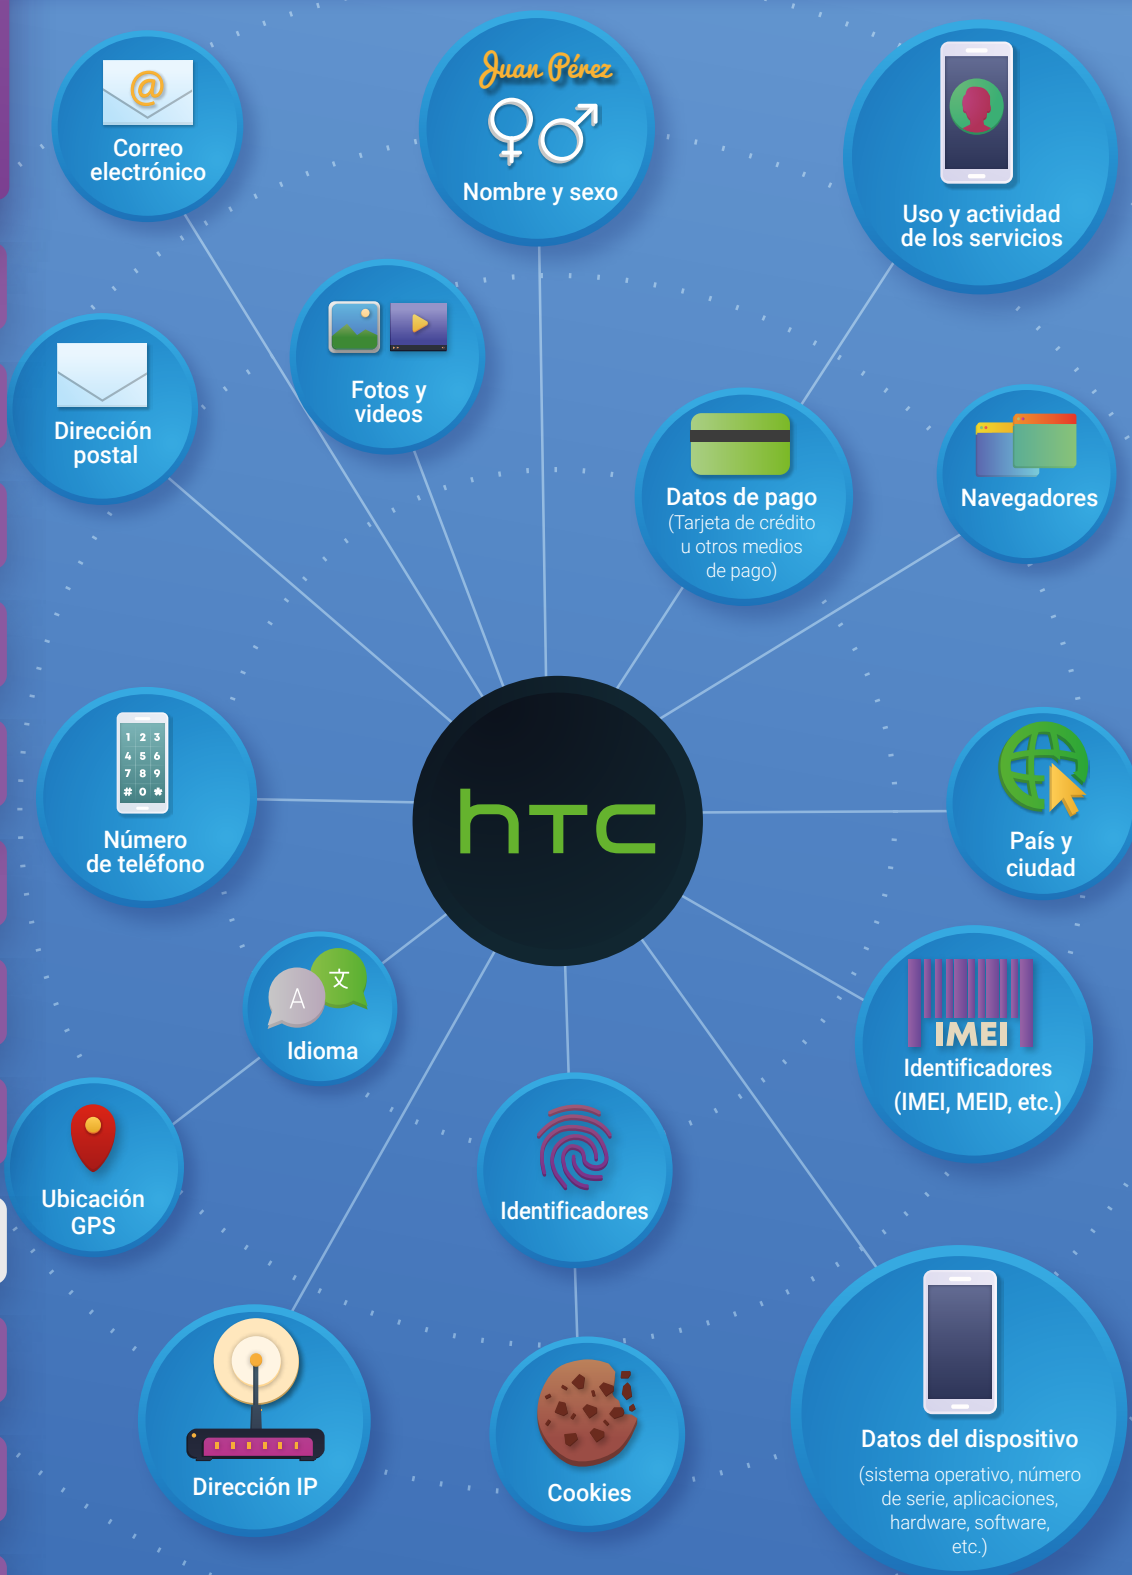 @
Correo
electrónico
Juan Pérez
Nombre y sexo
Uso y actividad
de los servicios
Fotos y
videos
Dirección
postal
Datos de pago
(Tarjeta de crédito
u otros medios
de pago)
Navegadores
1 2 3
4 5 6
7 8 9
# 0 *
Número
de teléfono
hTC
País y
ciudad
A 文
Idioma
IMEI
Identificadores
(IMEI, MEID, etc.)
Ubicación
GPS
Identificadores
Dirección IP
Cookies
Datos del dispositivo
(sistema operativo, número
de serie, aplicaciones,
hardware, software,
etc.)